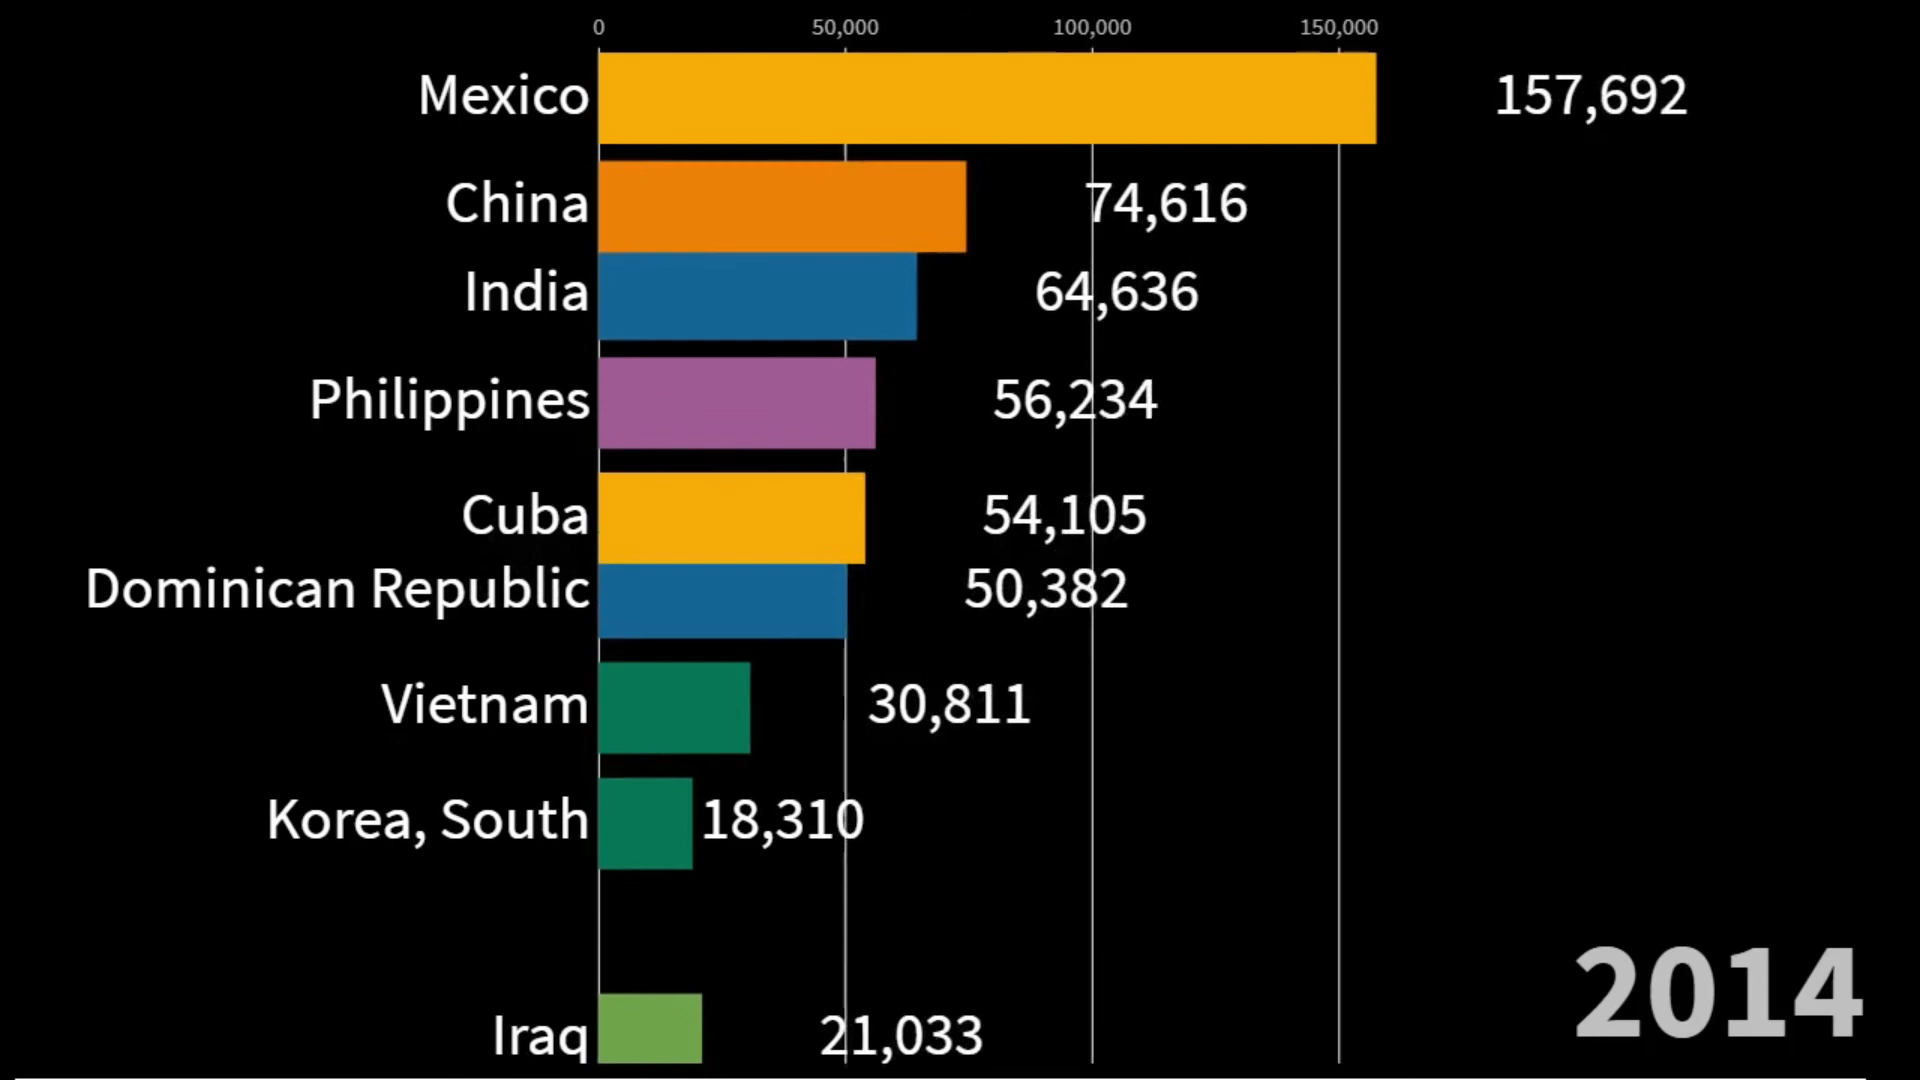 0 50,000 100,000 150,000
Mexico 157,692
China 74,616
India 64,636
Philippines 56,234
Cuba 54,105
Dominican Republic 50,382
Vietnam 30,811
Korea, South 18,310
Iraq 21,033
2014